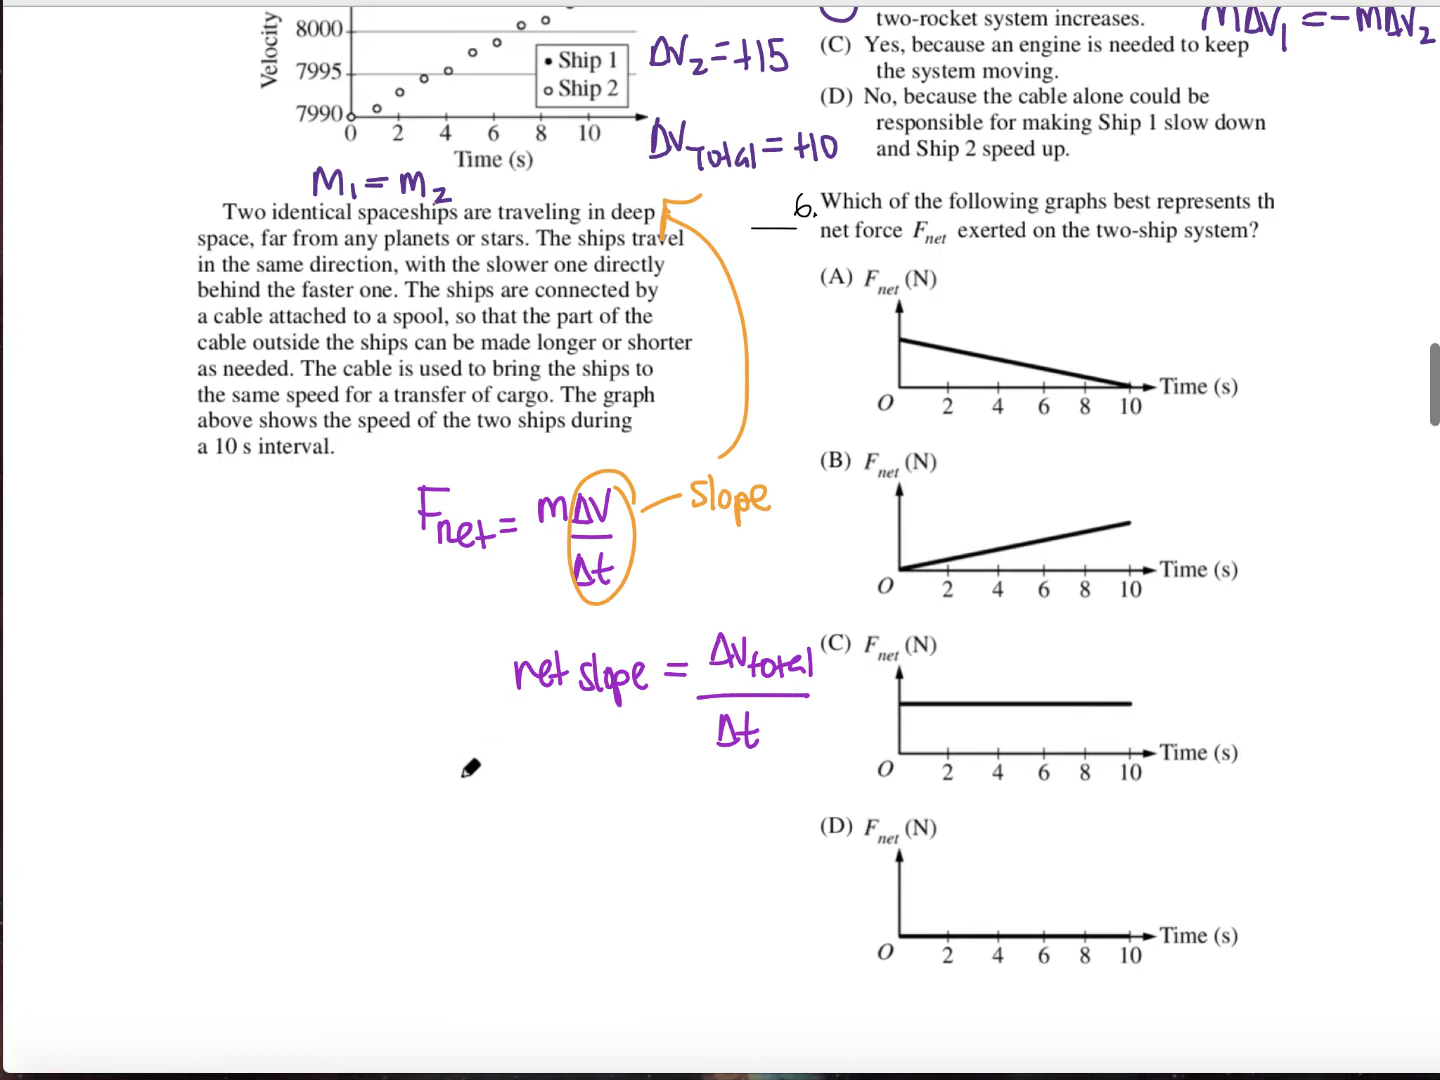 Velocity
8000
7995
7990
• Ship 1
o Ship 2
0 2 4 6 8 10
Time (s)
ΔV₂=+15
ΔV Total = +10
M₁=m₂
Two identical spaceships are traveling in deep
space, far from any planets or stars. The ships travel
in the same direction, with the slower one directly
behind the faster one. The ships are connected by
a cable attached to a spool, so that the part of the
cable outside the ships can be made longer or shorter
as needed. The cable is used to bring the ships to
the same speed for a transfer of cargo. The graph
above shows the speed of the two ships during
a 10 s interval.
Fnet = mΔV/Δt
slope
net slope = ΔVtotal/Δt
two-rocket system increases.
mΔV₁ = -mΔV₂
(C) Yes, because an engine is needed to keep
the system moving.
(D) No, because the cable alone could be
responsible for making Ship 1 slow down
and Ship 2 speed up.
6. Which of the following graphs best represents th
net force Fnet exerted on the two-ship system?
(A) Fnet (N)
Time (s)
O 2 4 6 8 10
(B) Fnet (N)
Time (s)
O 2 4 6 8 10
(C) Fnet (N)
Time (s)
O 2 4 6 8 10
(D) Fnet (N)
Time (s)
O 2 4 6 8 10